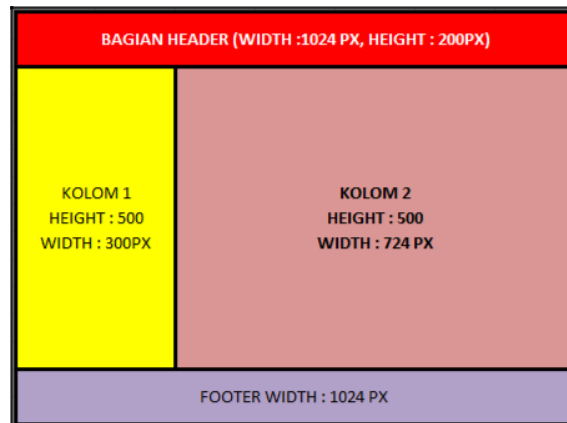 BAGIAN HEADER (WIDTH :1024 PX, HEIGHT : 200PX)
KOLOM 1
HEIGHT : 500
WIDTH : 300PX
KOLOM 2
HEIGHT : 500
WIDTH : 724 PX
FOOTER WIDTH : 1024 PX